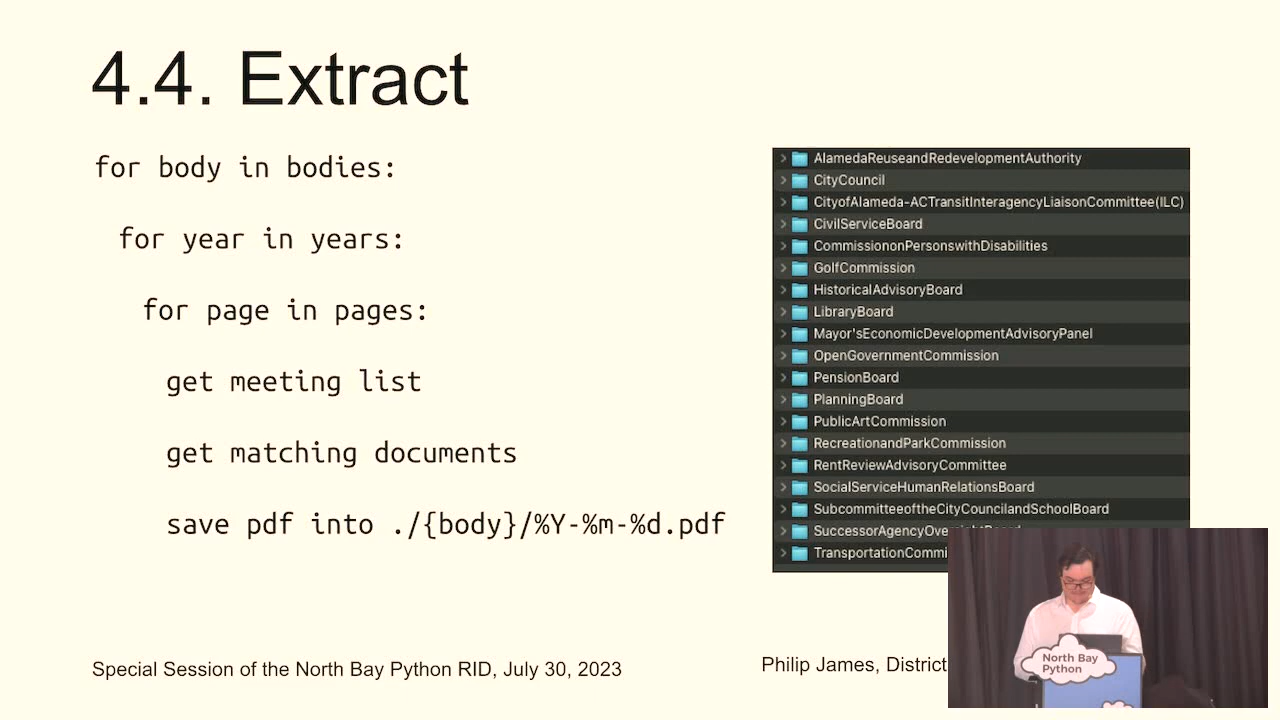 4.4. Extract
for body in bodies:
for year in years:
for page in pages:
get meeting list
get matching documents
save pdf into ./{body}/%Y-%m-%d.pdf
AlamedaReuseandRedevelopmentAuthority
CityCouncil
CityofAlameda-ACTransitInteragencyLiaisonCommittee(ILC)
CivilServiceBoard
CommissiononPersonswithDisabilities
GolfCommission
HistoricalAdvisoryBoard
LibraryBoard
Mayor'sEconomicDevelopmentAdvisoryPanel
OpenGovernmentCommission
PensionBoard
PlanningBoard
PublicArtCommission
RecreationandParkCommission
RentReviewAdvisoryCommittee
SocialServiceHumanRelationsBoard
SubcommitteeoftheCityCouncilandSchoolBoard
Special Session of the North Bay Python RID, July 30, 2023
Philip James, District
North Bay
Python